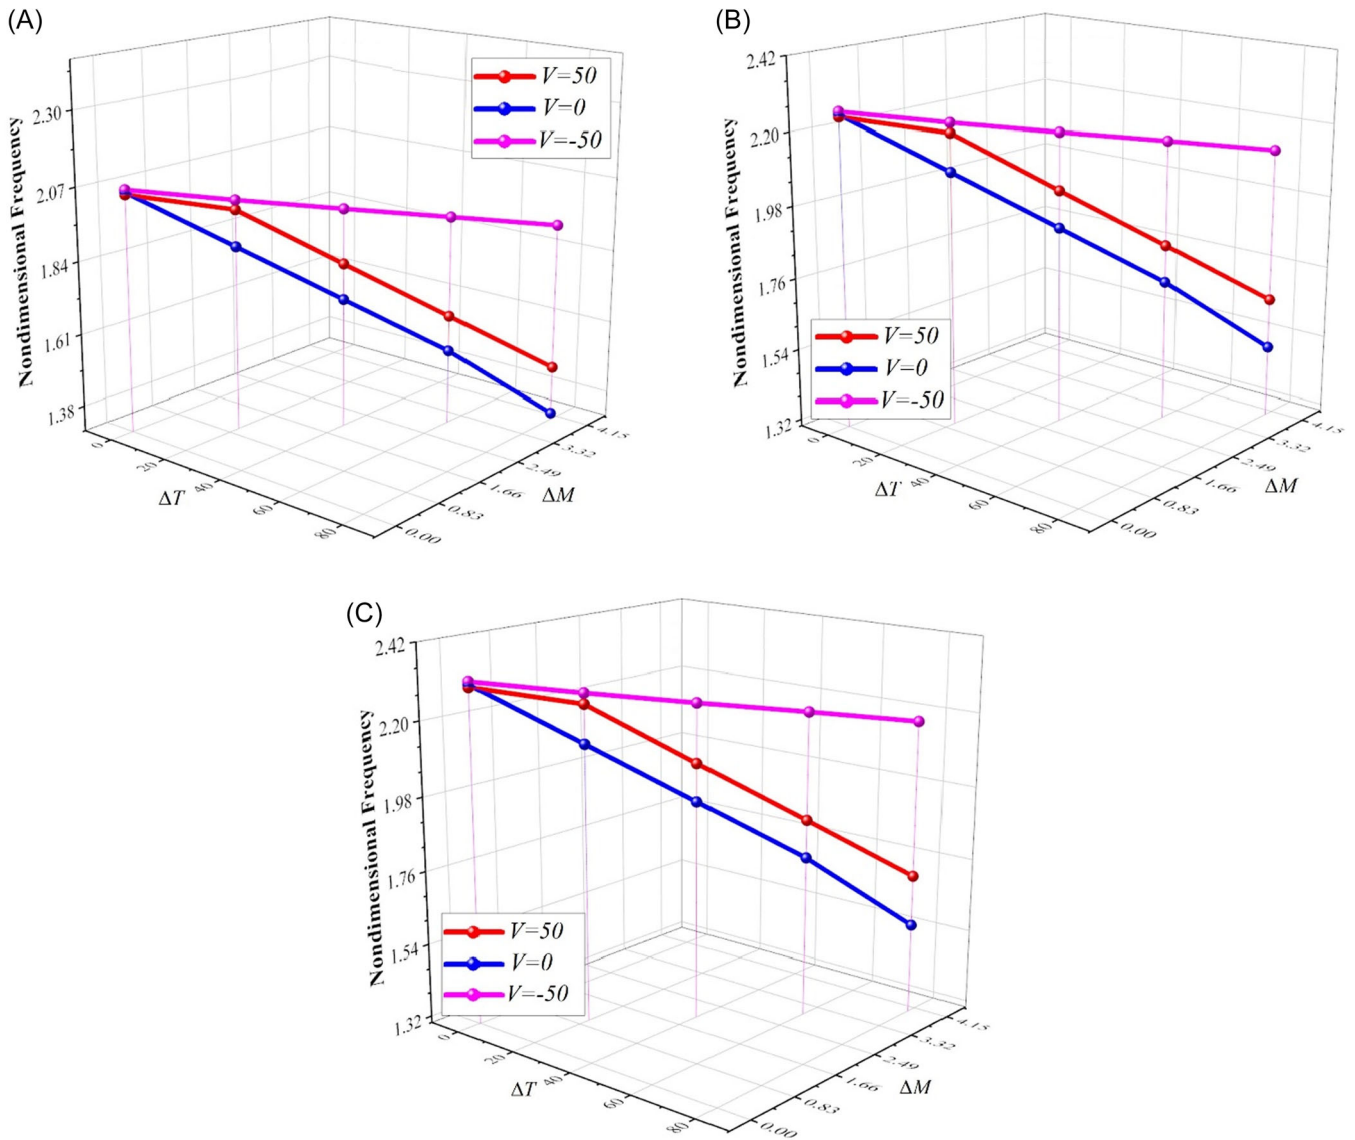 (A)
V=50
V=0
V=-50
Nondimensional Frequency
2.30
2.07
1.84
1.61
1.38
0
20
40
60
80
ΔT
0.00
0.83
1.66
2.49
3.32
4.15
ΔM
(B)
V=50
V=0
V=-50
Nondimensional Frequency
2.42
2.20
1.98
1.76
1.54
1.32
0
20
40
60
80
ΔT
0.00
0.83
1.66
2.49
3.32
4.15
ΔM
(C)
V=50
V=0
V=-50
Nondimensional Frequency
2.42
2.20
1.98
1.76
1.54
1.32
0
20
40
60
80
ΔT
0.00
0.83
1.66
2.49
3.32
4.15
ΔM